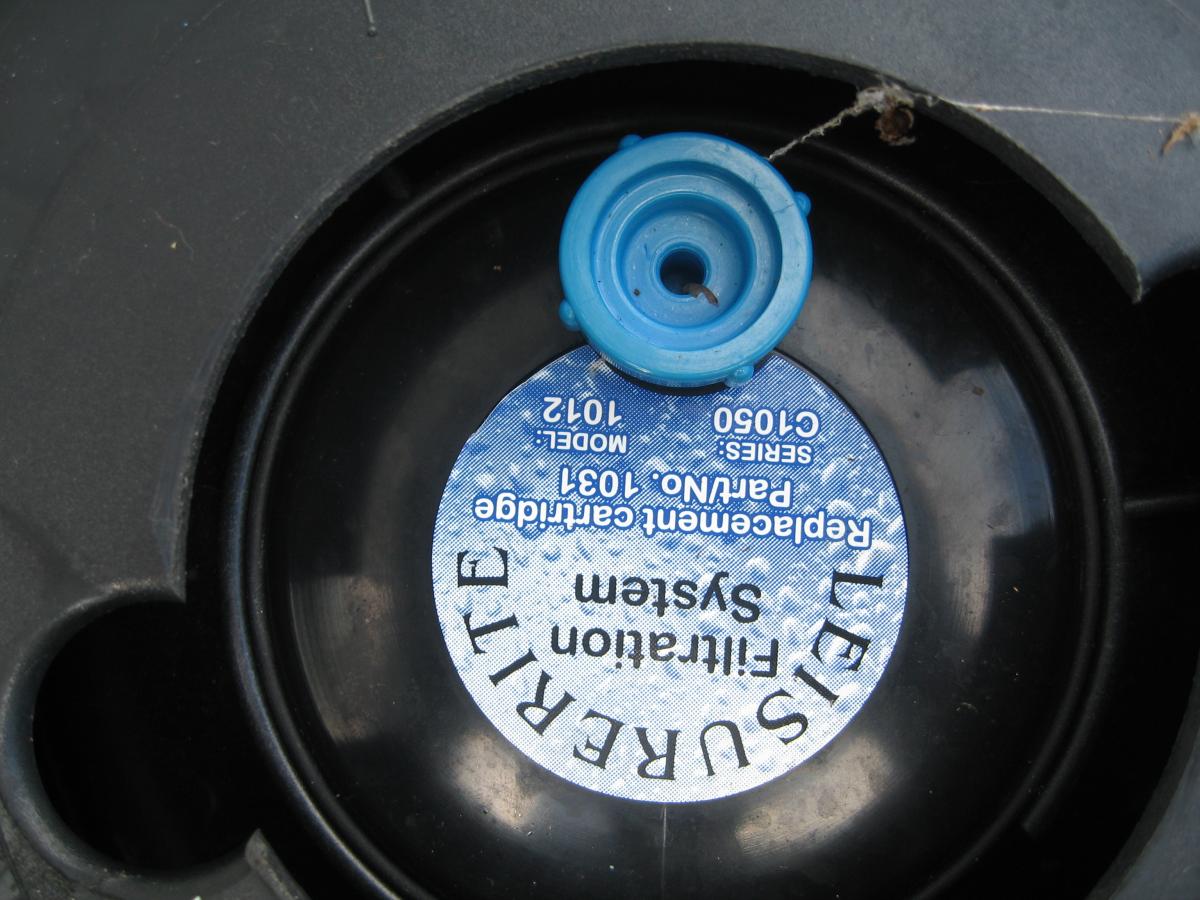 LEISURERITE
Filtration
System
Replacement cartridge
Part/No. 1031
SERIES: MODEL:
C1050 1012